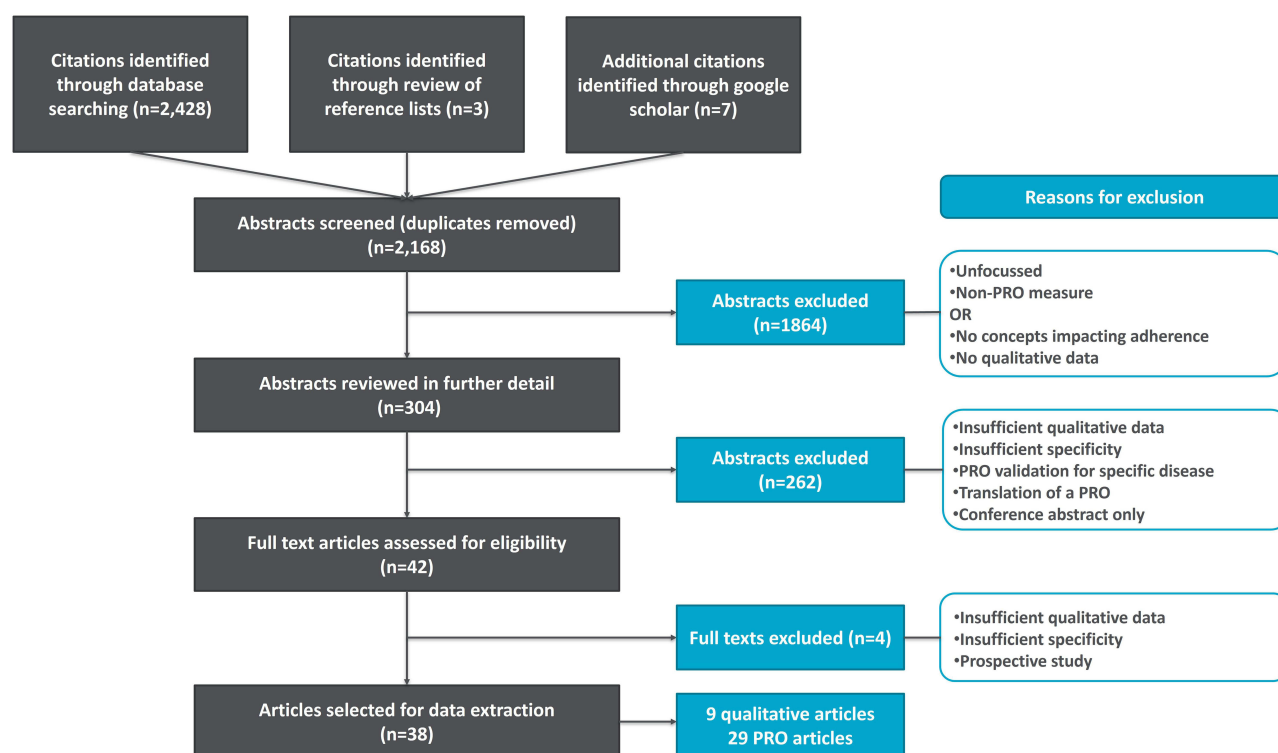 Citations identified
through database
searching (n=2,428)
Citations identified
through review of
reference lists (n=3)
Additional citations
identified through google
scholar (n=7)
Abstracts screened (duplicates removed)
(n=2,168)
Reasons for exclusion
Abstracts excluded
(n=1864)
•Unfocussed
•Non-PRO measure
OR
•No concepts impacting adherence
•No qualitative data
Abstracts reviewed in further detail
(n=304)
Abstracts excluded
(n=262)
•Insufficient qualitative data
•Insufficient specificity
•PRO validation for specific disease
•Translation of a PRO
•Conference abstract only
Full text articles assessed for eligibility
(n=42)
Full texts excluded (n=4)
•Insufficient qualitative data
•Insufficient specificity
•Prospective study
Articles selected for data extraction
(n=38)
9 qualitative articles
29 PRO articles